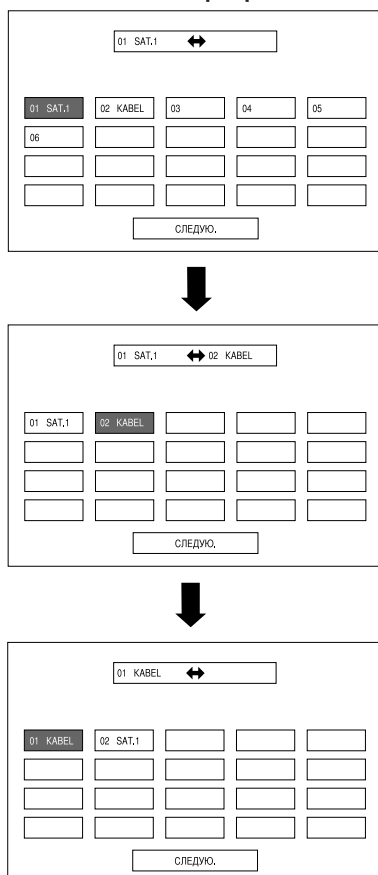 01 SAT.1 ↔
01 SAT.1 02 KABEL 03 04 05
06
СЛЕДУЮ.
01 SAT.1 ↔ 02 KABEL
01 SAT.1 02 KABEL
СЛЕДУЮ.
01 KABEL ↔
01 KABEL 02 SAT.1
СЛЕДУЮ.